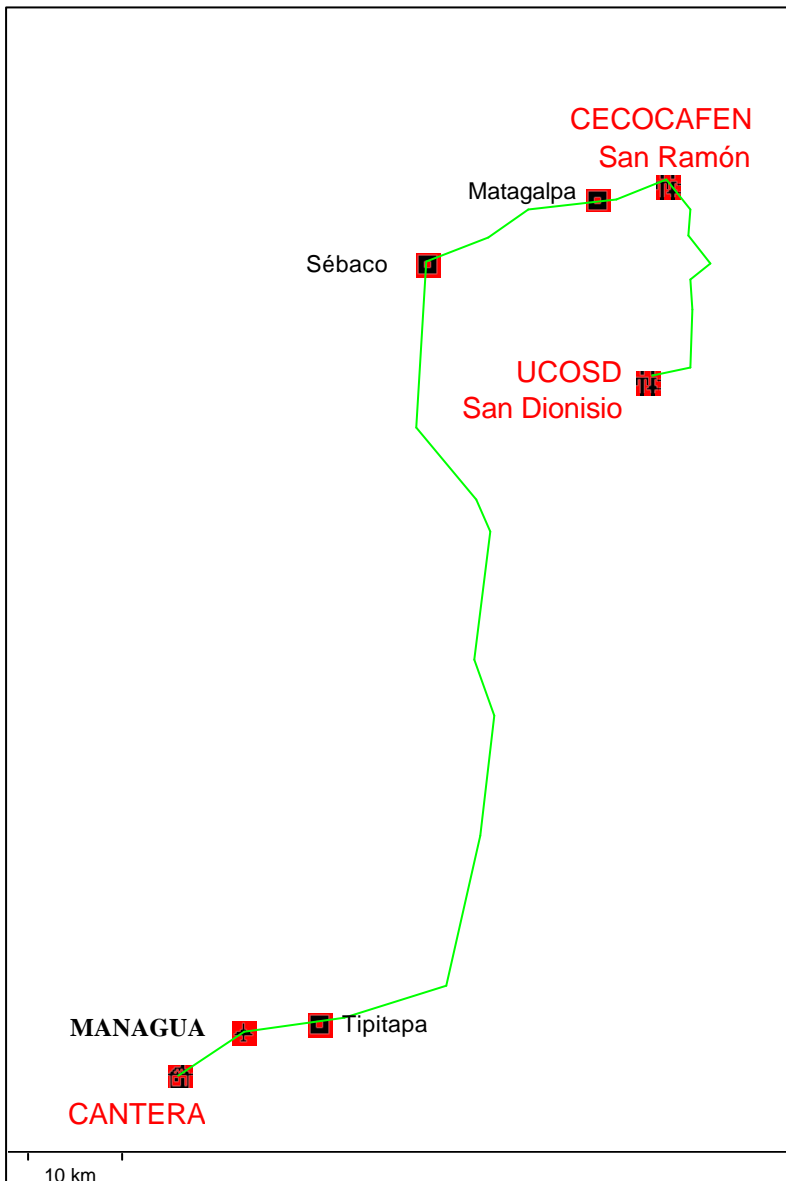 CECOCAFEN
San Ramón
Matagalpa
Sébaco
UCOSD
San Dionisio
MANAGUA
Tipitapa
CANTERA
10 km